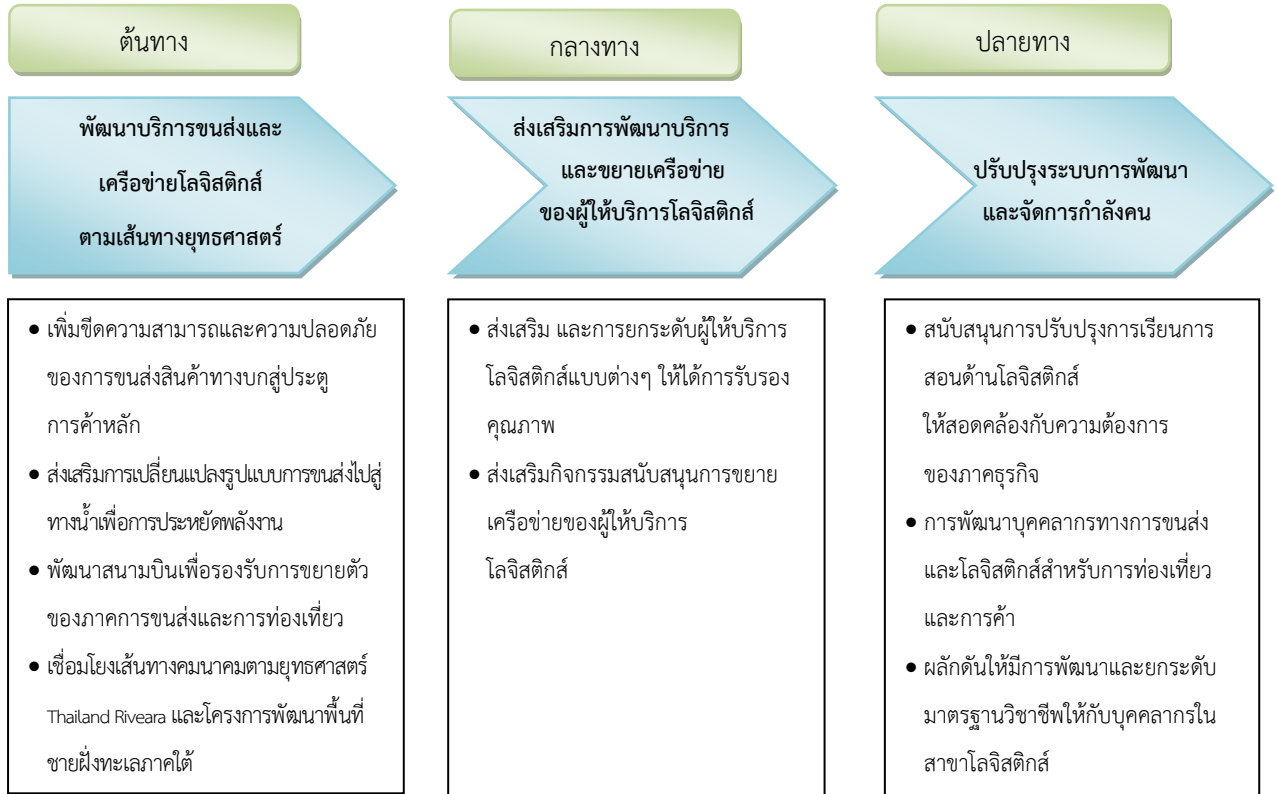 ต้นทาง
พัฒนาบริการขนส่งและ
เครือข่ายโลจิสติกส์
ตามเส้นทางยุทธศาสตร์
• เพิ่มขีดความสามารถและความปลอดภัย
ของการขนส่งสินค้าทางบกสู่ประตู
การค้าหลัก
• ส่งเสริมการเปลี่ยนแปลงรูปแบบการขนส่งไปสู่
ทางน้ำเพื่อการประหยัดพลังงาน
• พัฒนาสนามบินเพื่อรองรับการขยายตัว
ของภาคการขนส่งและการท่องเที่ยว
• เชื่อมโยงเส้นทางคมนาคมตามยุทธศาสตร์
Thailand Riveara และโครงการพัฒนาพื้นที่
ชายฝั่งทะเลภาคใต้
กลางทาง
ส่งเสริมการพัฒนาบริการ
และขยายเครือข่าย
ของผู้ให้บริการโลจิสติกส์
• ส่งเสริม และการยกระดับผู้ให้บริการ
โลจิสติกส์แบบต่างๆ ให้ได้การรับรอง
คุณภาพ
• ส่งเสริมกิจกรรมสนับสนุนการขยาย
เครือข่ายของผู้ให้บริการ
โลจิสติกส์
ปลายทาง
ปรับปรุงระบบการพัฒนา
และจัดการกำลังคน
• สนับสนุนการปรับปรุงการเรียนการ
สอนด้านโลจิสติกส์
ให้สอดคล้องกับความต้องการ
ของภาคธุรกิจ
• การพัฒนาบุคคลากรทางการขนส่ง
และโลจิสติกส์สำหรับการท่องเที่ยว
และการค้า
• ผลักดันให้มีการพัฒนาและยกระดับ
มาตรฐานวิชาชีพให้กับบุคคลากรใน
สาขาโลจิสติกส์